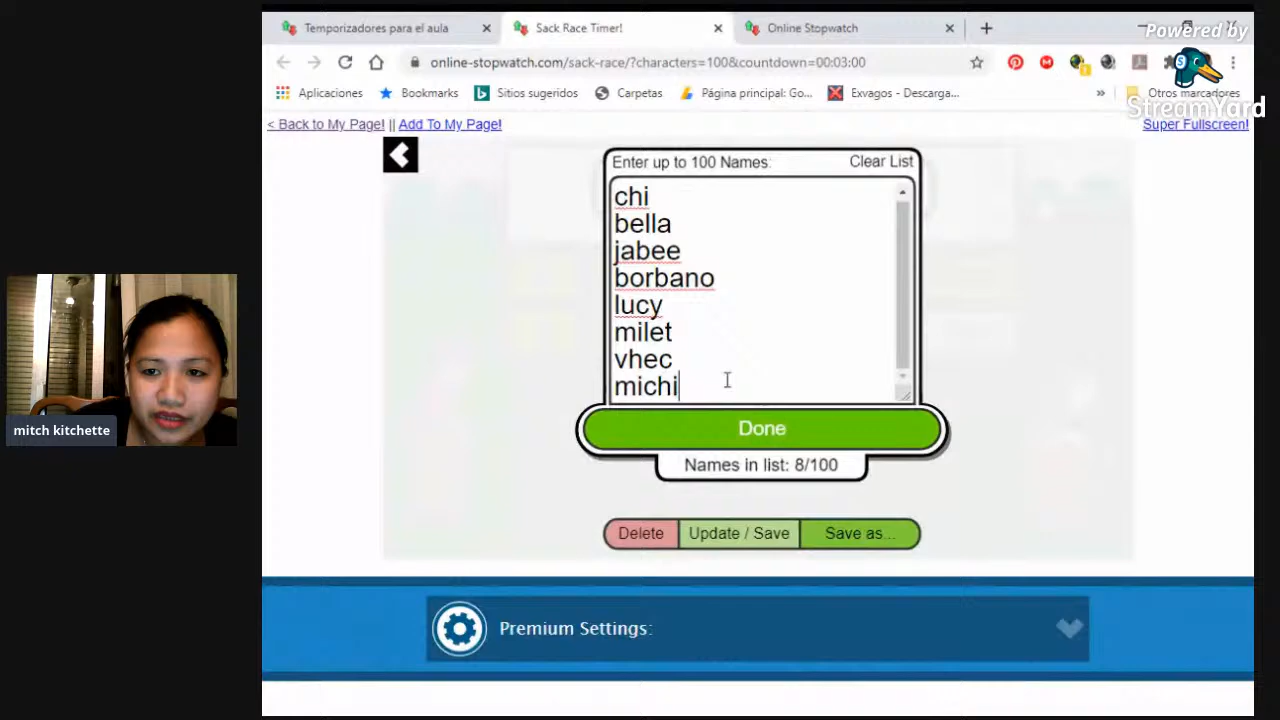 Temporizadores para el aula
Sack Race Timer!
Online Stopwatch
Powered by
online-stopwatch.com/sack-race/?characters=100&countdown=00:03:00
Aplicaciones
Bookmarks
Sitios sugeridos
Carpetas
Página principal: Go...
Exvagos - Descarga...
»
Otros marcadores
StreamYard
< Back to My Page! || Add To My Page!
Super Fullscreen!
Enter up to 100 Names:
Clear List
chi
bella
jabee
borbano
lucy
milet
vhec
michi
Done
Names in list: 8/100
Delete
Update / Save
Save as...
mitch kitchette
Premium Settings: